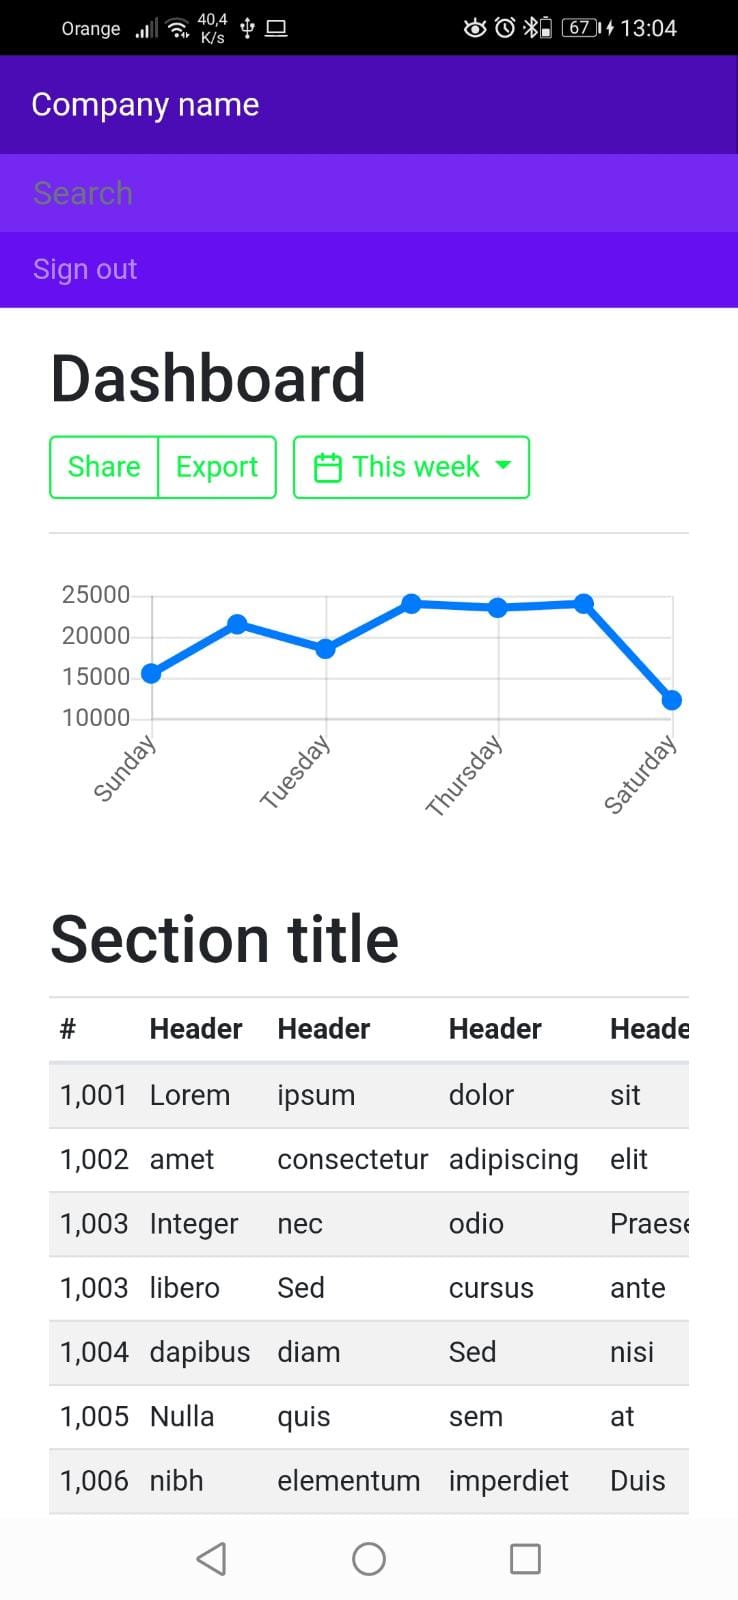 Orange 40,4 K/s 67 13:04
Company name
Search
Sign out
Dashboard
Share Export This week
25000
20000
15000
10000
Sunday Tuesday Thursday Saturday
Section title
# Header Header Header Heade
1,001 Lorem ipsum dolor sit
1,002 amet consectetur adipiscing elit
1,003 Integer nec odio Praese
1,003 libero Sed cursus ante
1,004 dapibus diam Sed nisi
1,005 Nulla quis sem at
1,006 nibh elementum imperdiet Duis